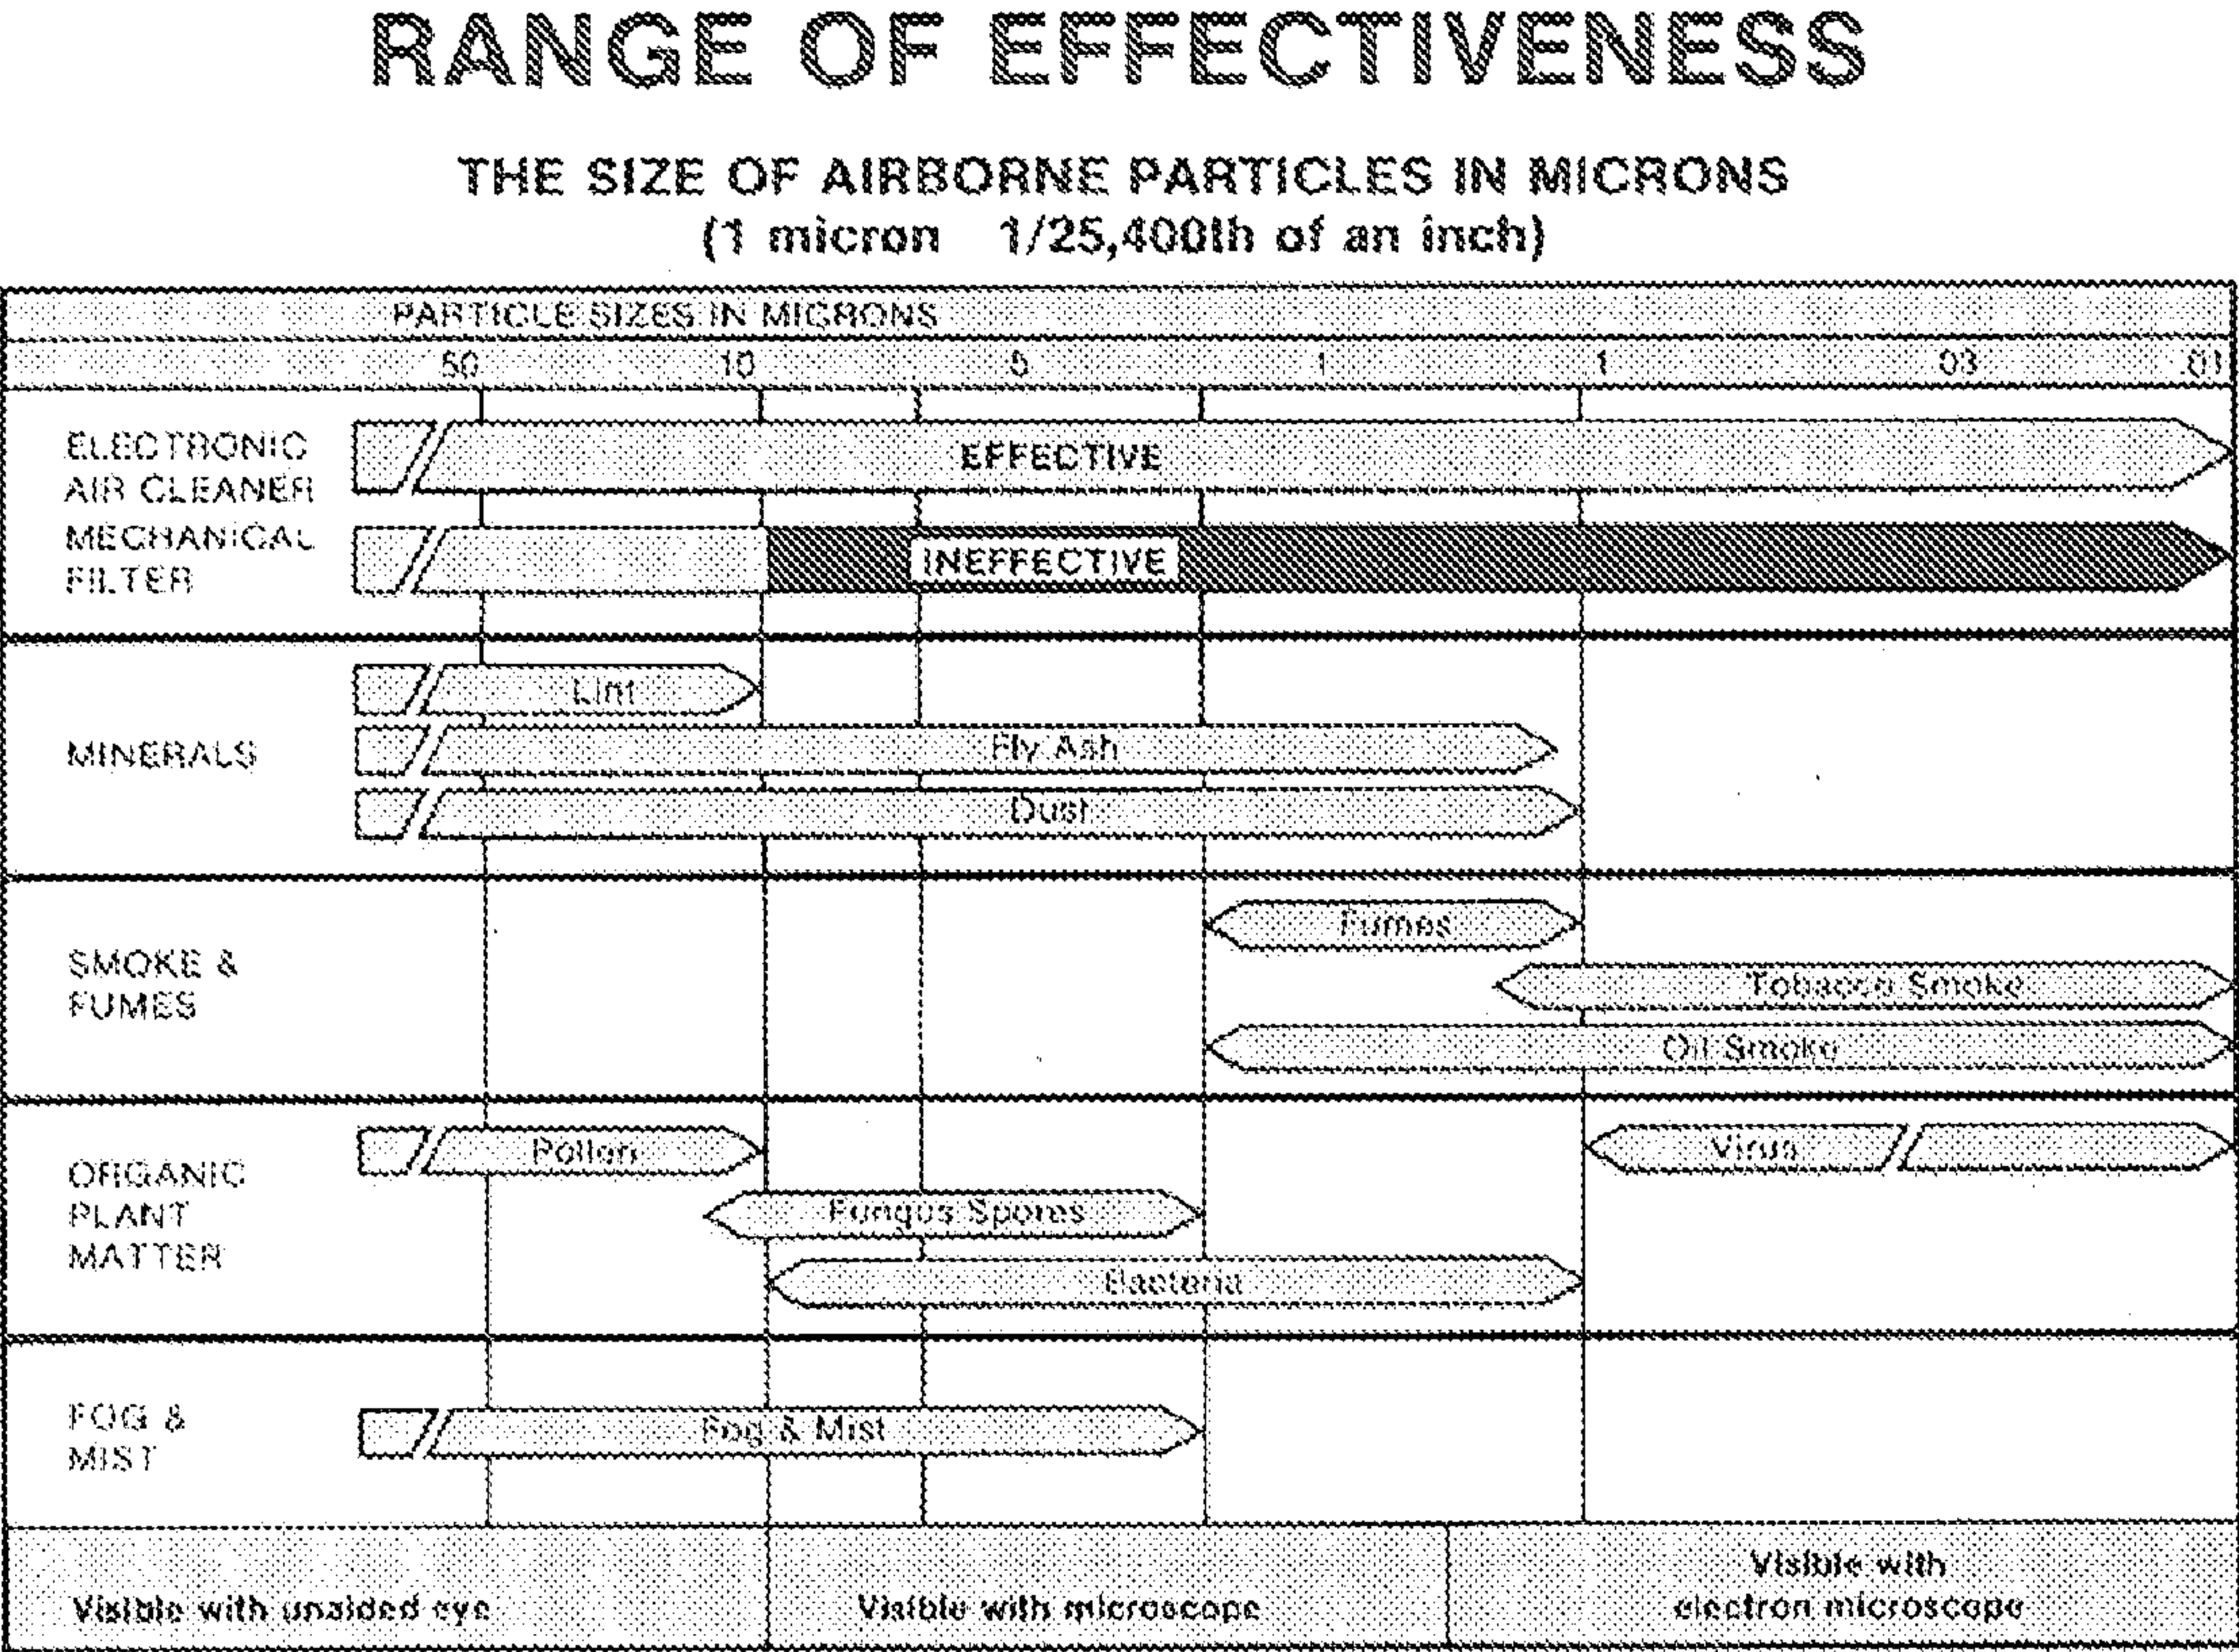 RANGE OF EFFECTIVENESS
THE SIZE OF AIRBORNE PARTICLES IN MICRONS
(1 micron 1/25,400th of an inch)
PARTICLE SIZES IN MICRONS
50 10 5 1 1 03 .01
ELECTRONIC
AIR CLEANER
EFFECTIVE
MECHANICAL
FILTER
INEFFECTIVE
MINERALS
Lint
Fly Ash
Dust
SMOKE &
FUMES
Fumes
Tobacco Smoke
Oil Smoke
ORGANIC
PLANT
MATTER
Pollen
Virus
Fungus Spores
Bacteria
FOG &
MIST
Fog & Mist
Visible with unaided eye
Visible with microscope
Visible with
electron microscope